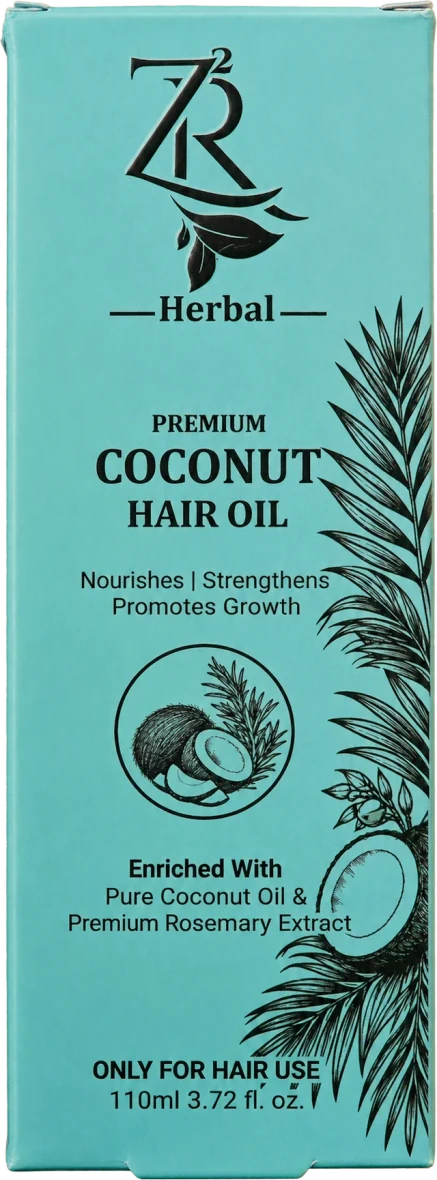 ZR²
Herbal
PREMIUM
COCONUT
HAIR OIL
Nourishes | Strengthens
Promotes Growth
Enriched With
Pure Coconut Oil &
Premium Rosemary Extract
ONLY FOR HAIR USE
110ml 3.72 fl. oz.